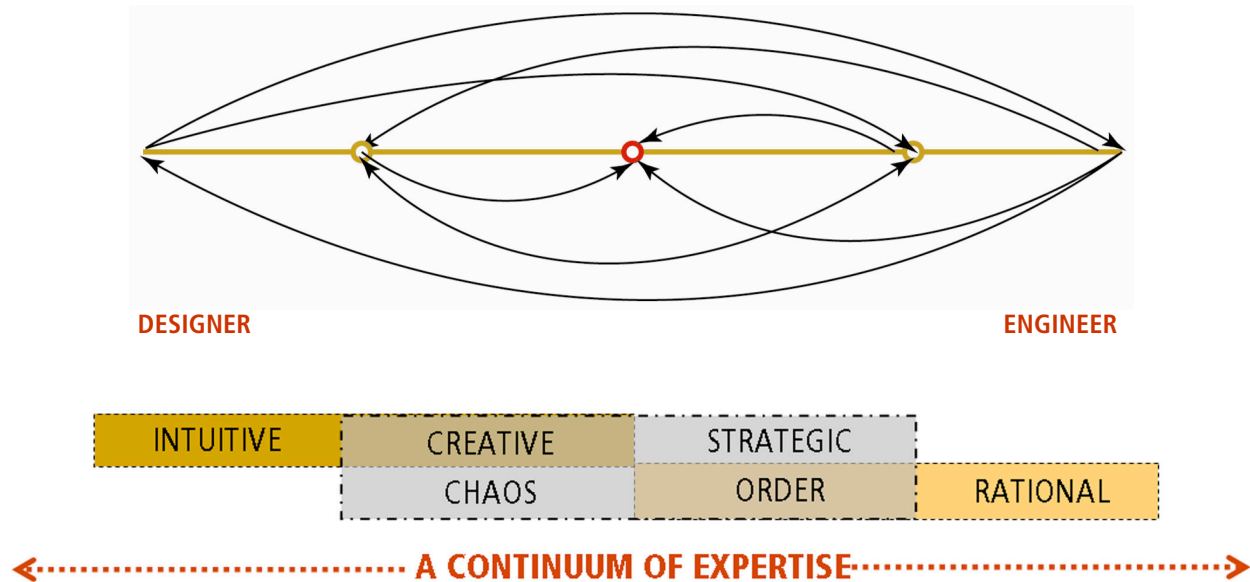 DESIGNER ENGINEER
INTUITIVE CREATIVE STRATEGIC
CHAOS ORDER RATIONAL
A CONTINUUM OF EXPERTISE